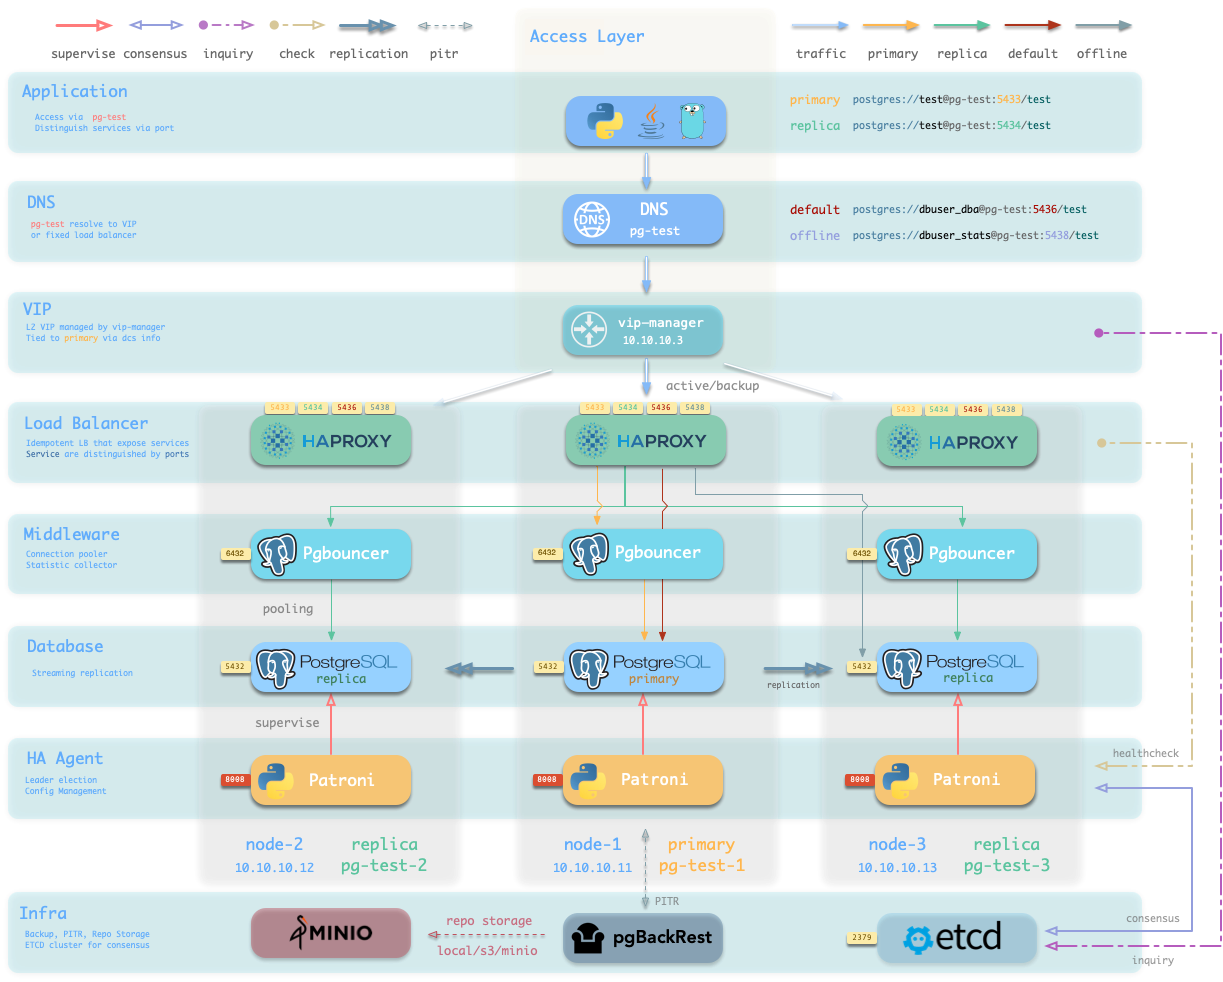 supervise
consensus
inquiry
check
replication
pitr
Access Layer
traffic
primary
replica
default
offline
Application
Access via pg-test
Distinguish services via port
primary postgres://test@pg-test:5433/test
replica postgres://test@pg-test:5434/test
DNS
pg-test resolve to VIP
or fixed load balancer
DNS
DNS
pg-test
default postgres://dbuser_dba@pg-test:5436/test
offline postgres://dbuser_stats@pg-test:5438/test
VIP
L2 VIP managed by vip-manager
Tied to primary via dcs info
vip-manager
10.10.10.3
active/backup
Load Balancer
Idempotent LB that expose services
Service are distinguished by ports
5433 5434 5436 5438
HAPROXY
5433 5434 5436 5438
HAPROXY
5433 5434 5436 5438
HAPROXY
Middleware
Connection pooler
Statistic collector
6432
Pgbouncer
6432
Pgbouncer
6432
Pgbouncer
pooling
Database
Streaming replication
5432
PostgreSQL
replica
5432
PostgreSQL
primary
replication
5432
PostgreSQL
replica
supervise
HA Agent
Leader election
Config Management
8008
Patroni
8008
Patroni
8008
Patroni
healthcheck
node-2
10.10.10.12
replica
pg-test-2
node-1
10.10.10.11
primary
pg-test-1
node-3
10.10.10.13
replica
pg-test-3
PITR
Infra
Backup, PITR, Repo Storage
ETCD cluster for consensus
MINIO
repo storage
local/s3/minio
pgBackRest
2379
etcd
consensus
inquiry